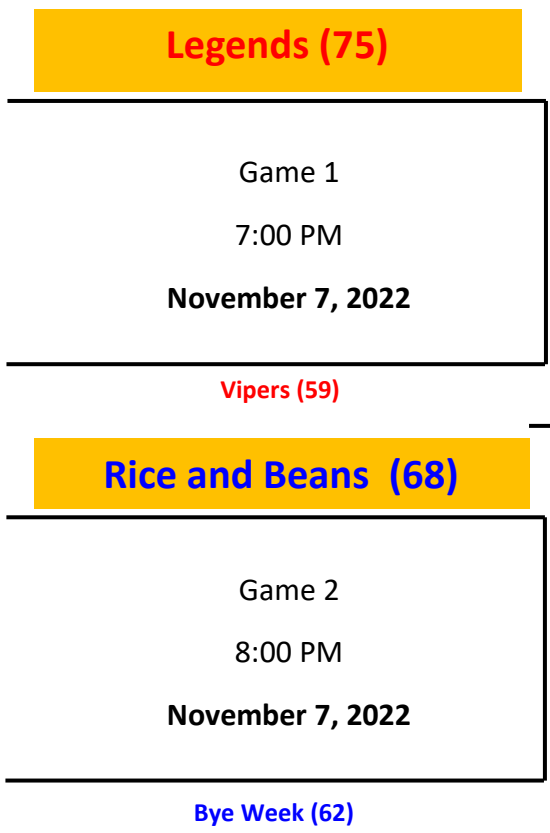 Legends (75)
Game 1
7:00 PM
November 7, 2022
Vipers (59)
Rice and Beans  (68)
Game 2
8:00 PM
November 7, 2022
Bye Week (62)